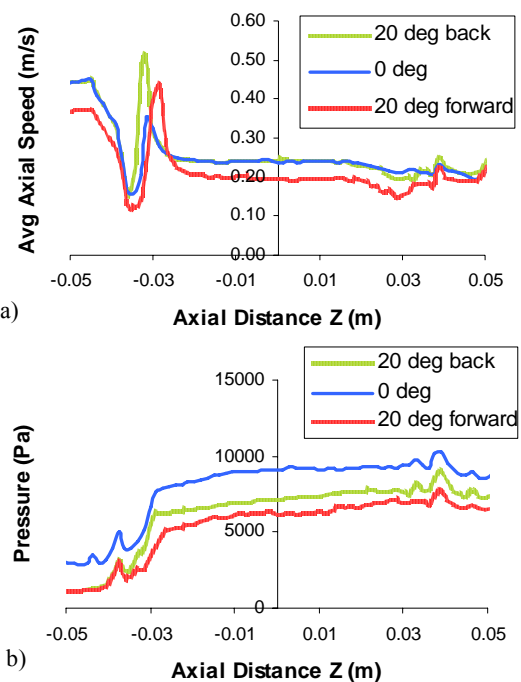 20 deg back
0 deg
20 deg forward
Avg Axial Speed (m/s)
0.60
0.50
0.40
0.30
0.20
0.10
0.00
-0.05 -0.03 -0.01 0.01 0.03 0.05
a)
Axial Distance Z (m)
20 deg back
0 deg
20 deg forward
Pressure (Pa)
15000
10000
5000
0
-0.05 -0.03 -0.01 0.01 0.03 0.05
b)
Axial Distance Z (m)